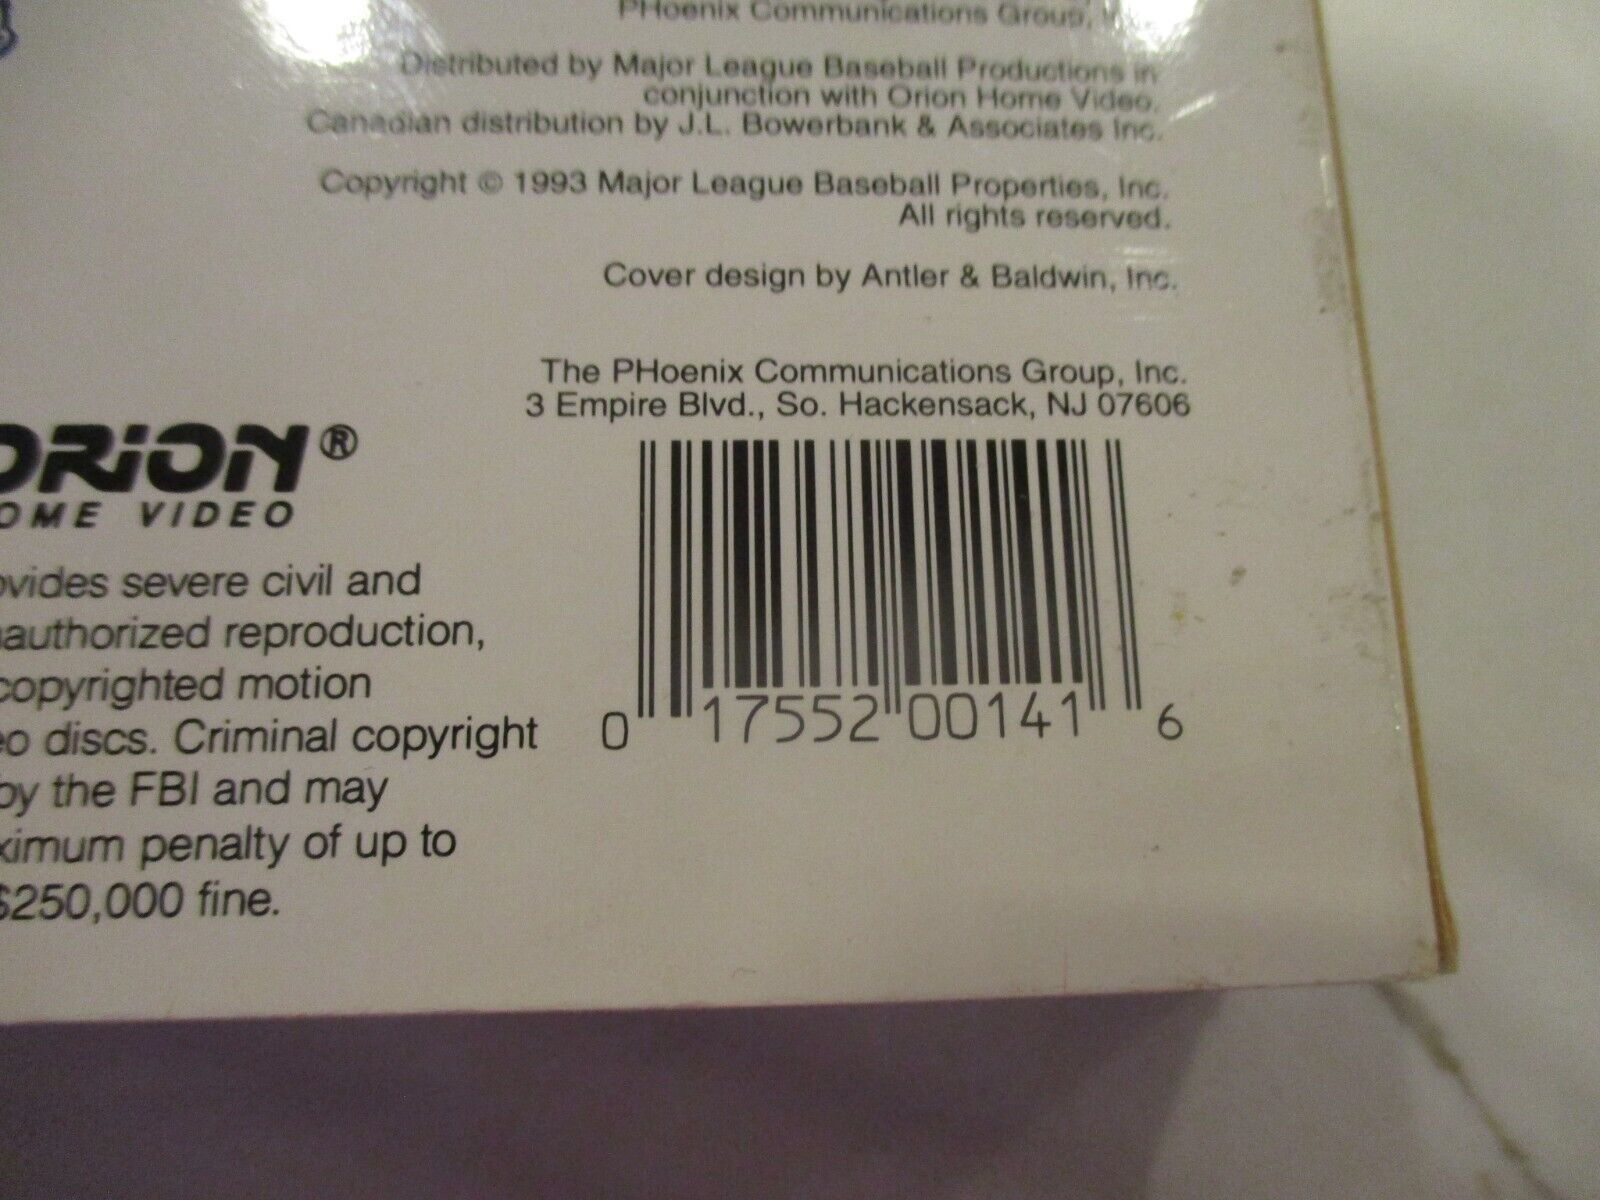 PHoenix Communications Group,
Distributed by Major League Baseball Productions in
conjunction with Orion Home Video.
Canadian distribution by J.L. Bowerbank & Associates Inc.
Copyright © 1993 Major League Baseball Properties, Inc.
All rights reserved.
Cover design by Antler & Baldwin, Inc.
The PHoenix Communications Group, Inc.
3 Empire Blvd., So. Hackensack, NJ 07606
ORION®
OME VIDEO
ovides severe civil and
nauthorized reproduction,
copyrighted motion
eo discs. Criminal copyright
by the FBI and may
ximum penalty of up to
$250,000 fine.
0 17552 00141 6